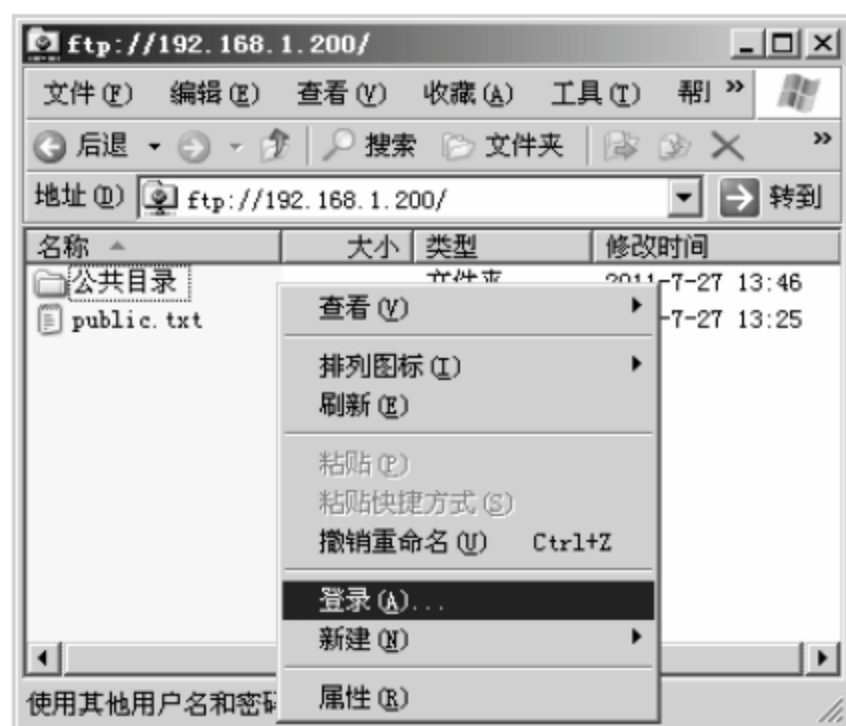 ftp://192.168.1.200/
文件(F) 编辑(E) 查看(V) 收藏(A) 工具(T) 帮 »
后退 搜索 文件夹 »
地址(D) ftp://192.168.1.200/ 转到
名称 大小 类型 修改时间
公共目录 文件夹 2011-7-27 13:46
public.txt -7-27 13:25
查看(V)
排列图标(I)
刷新(E)
粘贴(P)
粘贴快捷方式(S)
撤销重命名(U) Ctrl+Z
登录(A)...
新建(N)
属性(R)
使用其他用户名和密码